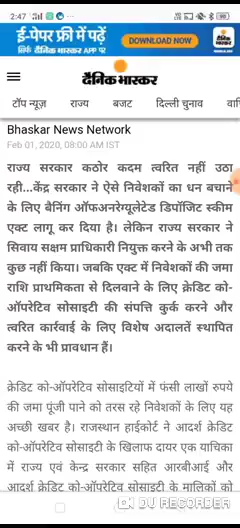 2:47
ई-पेपर फ्री में पढ़ें
सिर्फ दैनिक भास्कर APP पर
DOWNLOAD NOW
दैनिक भास्कर
टॉप न्यूज़ राज्य बजट दिल्ली चुनाव
Bhaskar News Network
Feb 01, 2020, 08:00 AM IST
राज्य सरकार कठोर कदम त्वरित नहीं उठा
रही...केंद्र सरकार ने ऐसे निवेशकों का धन बचाने
के लिए बैनिंग ऑफअनरेग्यूलेटेड डिपॉजिट स्कीम
एक्ट लागू कर दिया है। लेकिन राज्य सरकार ने
सिवाय सक्षम प्राधिकारी नियुक्त करने के अभी तक
कुछ नहीं किया। जबकि एक्ट में निवेशकों की जमा
राशि प्राथमिकता से दिलवाने के लिए क्रेडिट को-
ऑपरेटिव सोसाइटी की संपत्ति कुर्क करने और
त्वरित कार्रवाई के लिए विशेष अदालतें स्थापित
करने के भी प्रावधान हैं।
क्रेडिट को-ऑपरेटिव सोसाइटियों में फंसी लाखों रुपये
की जमा पूंजी पाने को तरस रहे निवेशकों के लिए यह
अच्छी खबर है। राजस्थान हाईकोर्ट ने आदर्श क्रेडिट
को-ऑपरेटिव सोसाइटी के खिलाफ दायर एक याचिका
में राज्य एवं केन्द्र सरकार सहित आरबीआई और
आदर्श क्रेडिट को-ऑपरेटिव सोसाइटी के मालिकों को
DU RECORDER